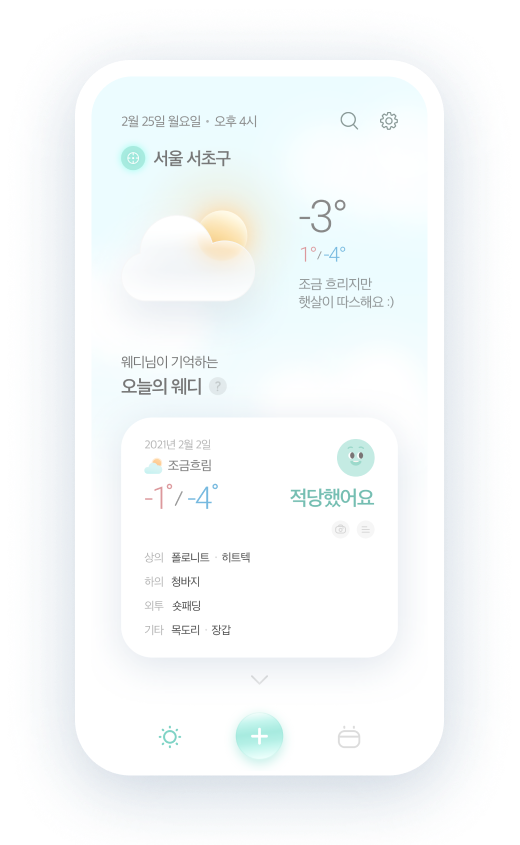 2월 25일 월요일 • 오후 4시
서울 서초구
-3°
1°/-4°
조금 흐리지만
햇살이 따스해요 :)
웨디님이 기억하는
오늘의 웨디 ?
2021년 2월 2일
조금흐림
-1°/ -4°
적당했어요
상의 폴로니트 · 히트텍
하의 청바지
외투 숏패딩
기타 목도리 · 장갑